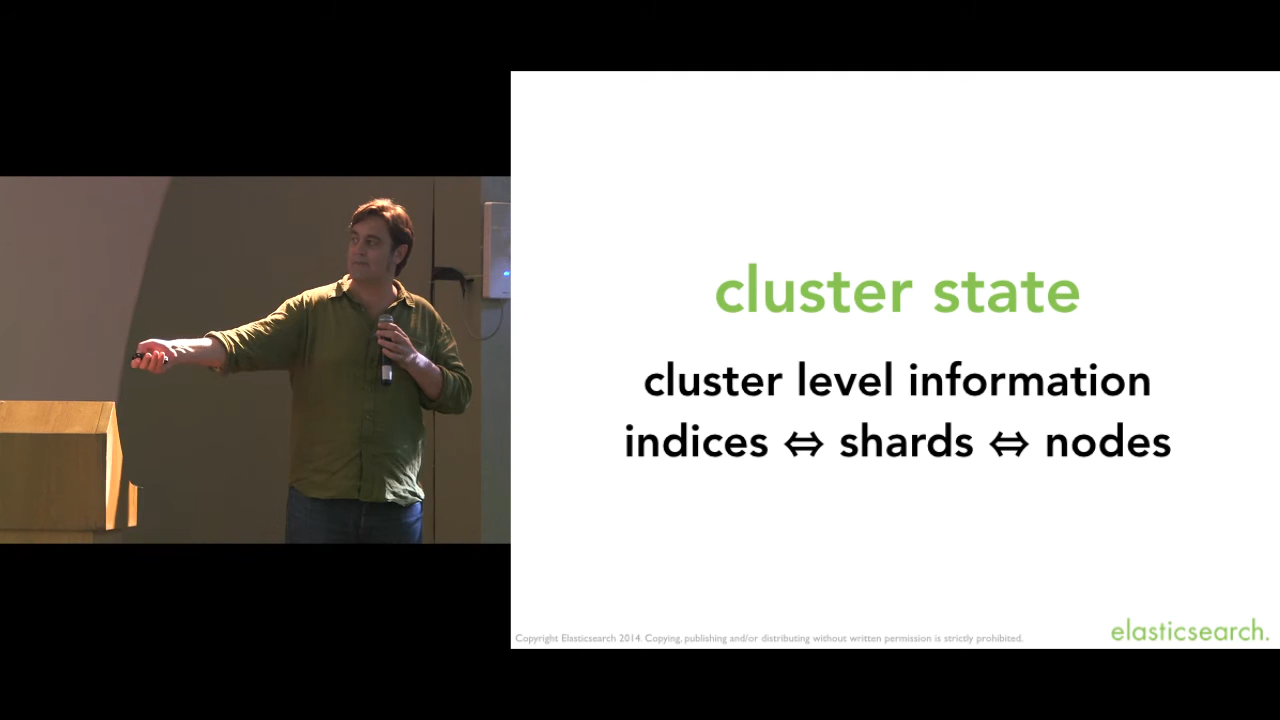 cluster state
cluster level information
indices ⇔ shards ⇔ nodes
Copyright Elasticsearch 2014. Copying, publishing and/or distributing without written permission is strictly prohibited.
elasticsearch.